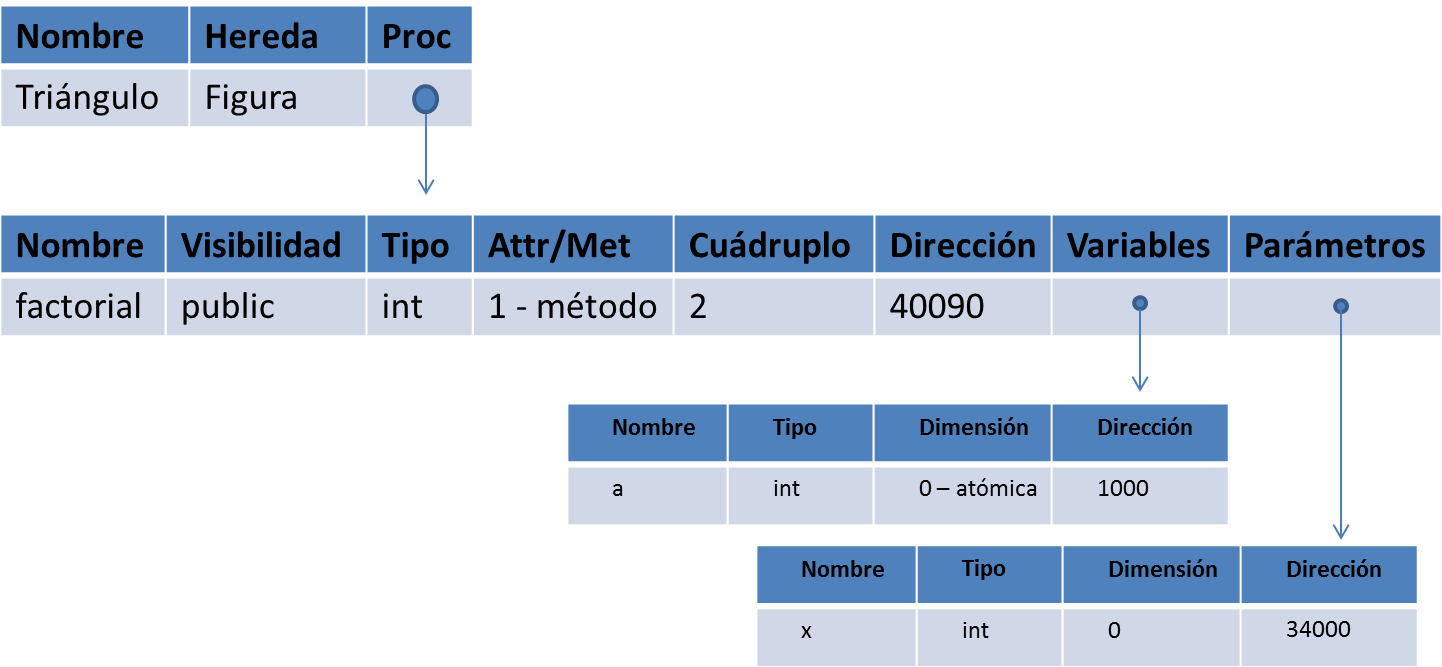 Nombre Hereda Proc
Triángulo Figura
Nombre Visibilidad Tipo Attr/Met Cuádruplo Dirección Variables Parámetros
factorial public int 1 - método 2 40090
Nombre Tipo Dimensión Dirección
a int 0 – atómica 1000
Nombre Tipo Dimensión Dirección
x int 0 34000